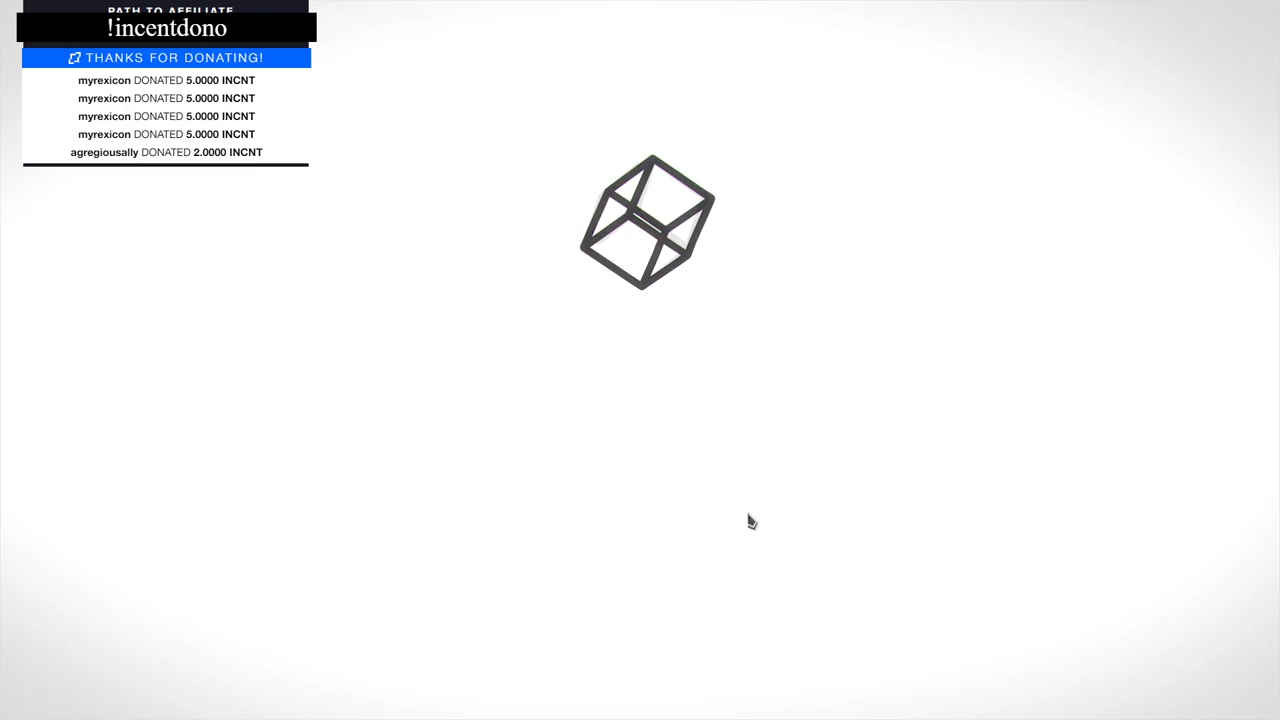 PATH TO AFFILIATE
!incentdono
THANKS FOR DONATING!
myrexicon DONATED 5.0000 INCNT
myrexicon DONATED 5.0000 INCNT
myrexicon DONATED 5.0000 INCNT
myrexicon DONATED 5.0000 INCNT
agregiousally DONATED 2.0000 INCNT